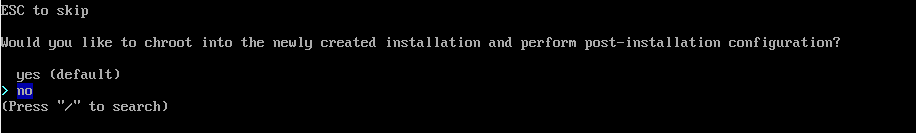 ESC to skip
Would you like to chroot into the newly created installation and perform post-installation configuration?
yes (default)
> no
(Press "/" to search)